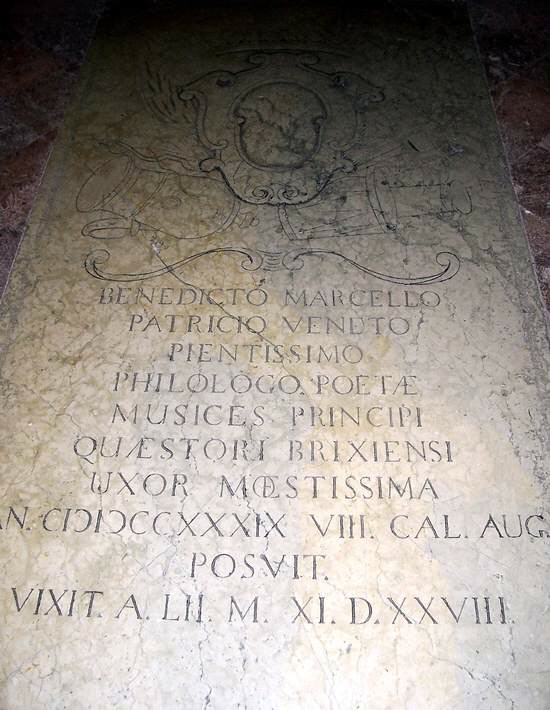 BENEDICTO MARCELLO
PATRICIO VENETO
PIENTISSIMO
PHILOLOGO POETÆ
MUSICES PRINCIPI
QUÆSTORI BRIXIENSI
UXOR MŒSTISSIMA
AN. CIƆIƆCCXXXIX VIII. CAL. AUG.
POSUIT.
VIXIT. A. LII. M. XI. D. XXVIII.